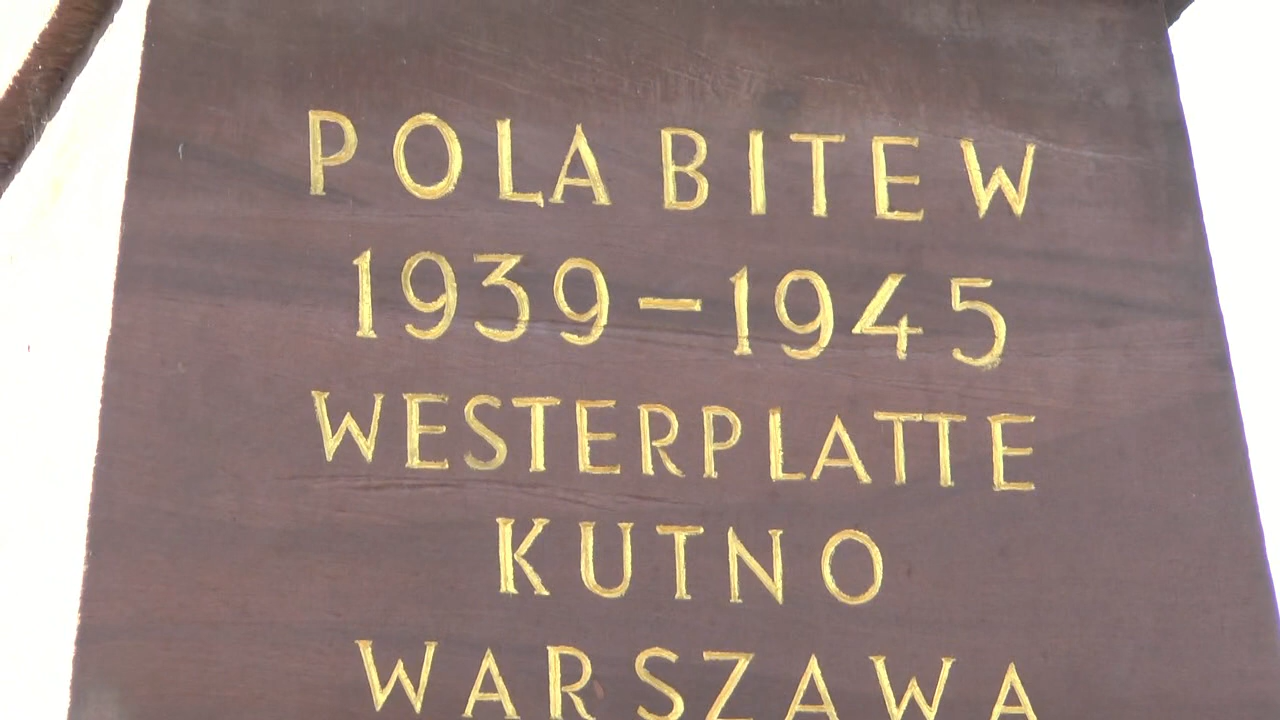 POLA BITEW
1939-1945
WESTERPLATTE
KUTNO
WARSZAWA